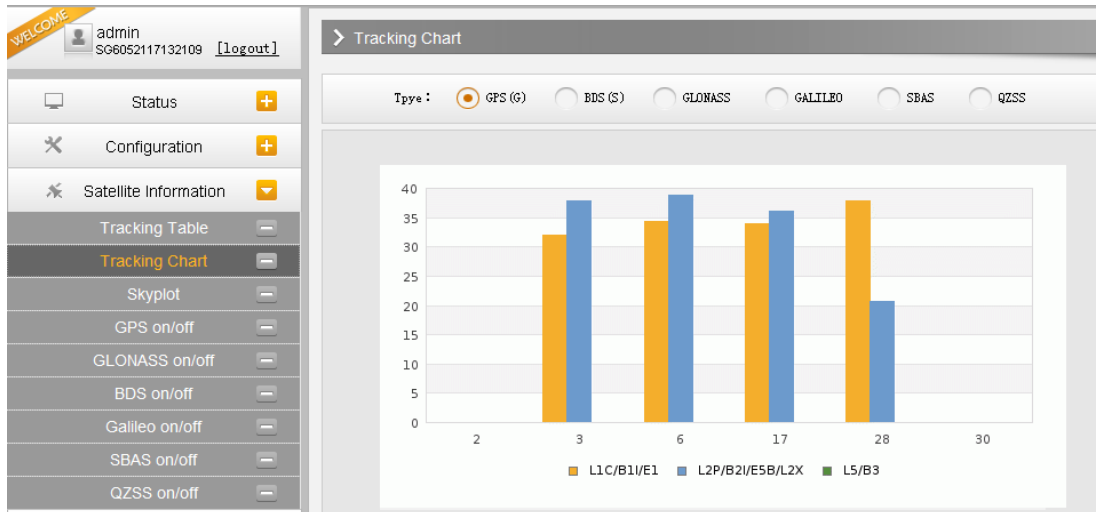 WELCOME
admin
SG6052117132109 [logout]
Status
Configuration
Satellite Information
Tracking Table
Tracking Chart
Skyplot
GPS on/off
GLONASS on/off
BDS on/off
Galileo on/off
SBAS on/off
QZSS on/off
Tracking Chart
Tpye: GPS(G) BDS(S) GLONASS GALILEO SBAS QZSS
40
35
30
25
20
15
10
5
0
2 3 6 17 28 30
L1C/B1I/E1 L2P/B2I/E5B/L2X L5/B3